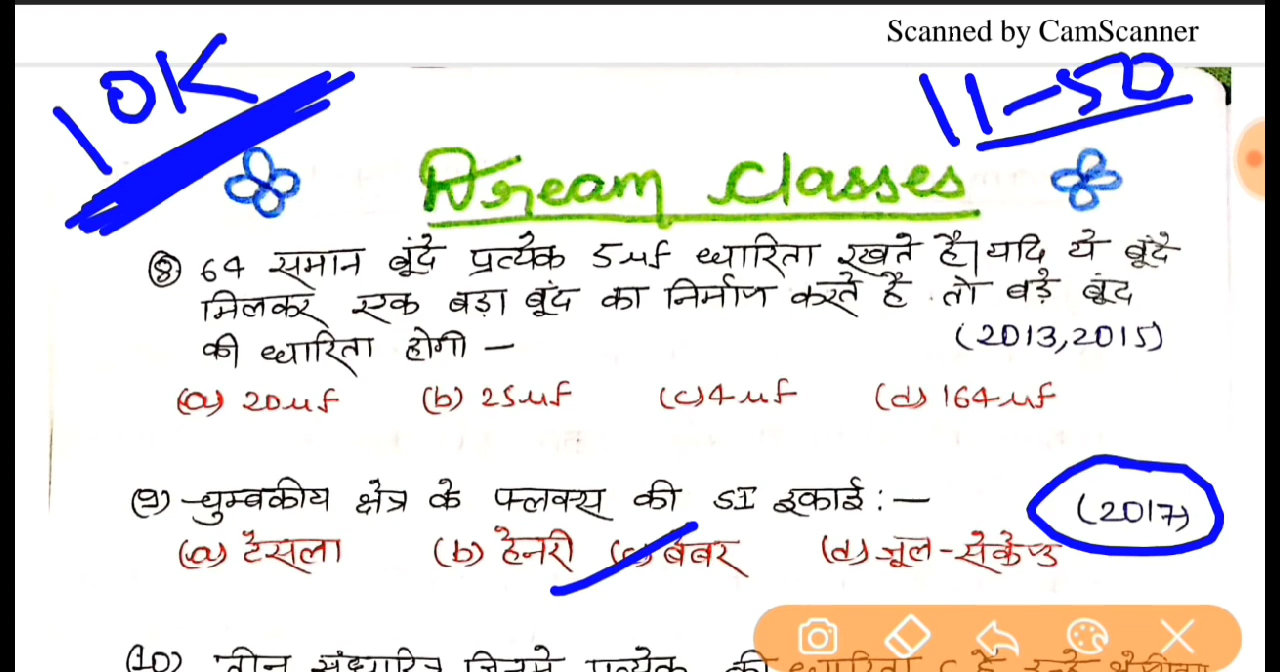 Scanned by CamScanner
10K
11-50
Dream Classes
(8) 64 समान बूंदे प्रत्येक 5μf धारिता रखते है। यदि ये बूंदे
मिलकर एक बड़ा बूंद का निर्माण करते हैं. तो बड़े बूंद
की धारिता होगी - (2013,2015)
(a) 20μf (b) 25μf (c) 4μf (d) 164μf
(9) चुम्बकीय क्षेत्र के फ्लक्स की SI इकाई:- (2017)
(a) टेसला (b) हेनरी (c) बेबर (d) जूल-सेकेण्ड
(10) तीन संधारित्र जिनमे प्रत्येक की धारिता C है